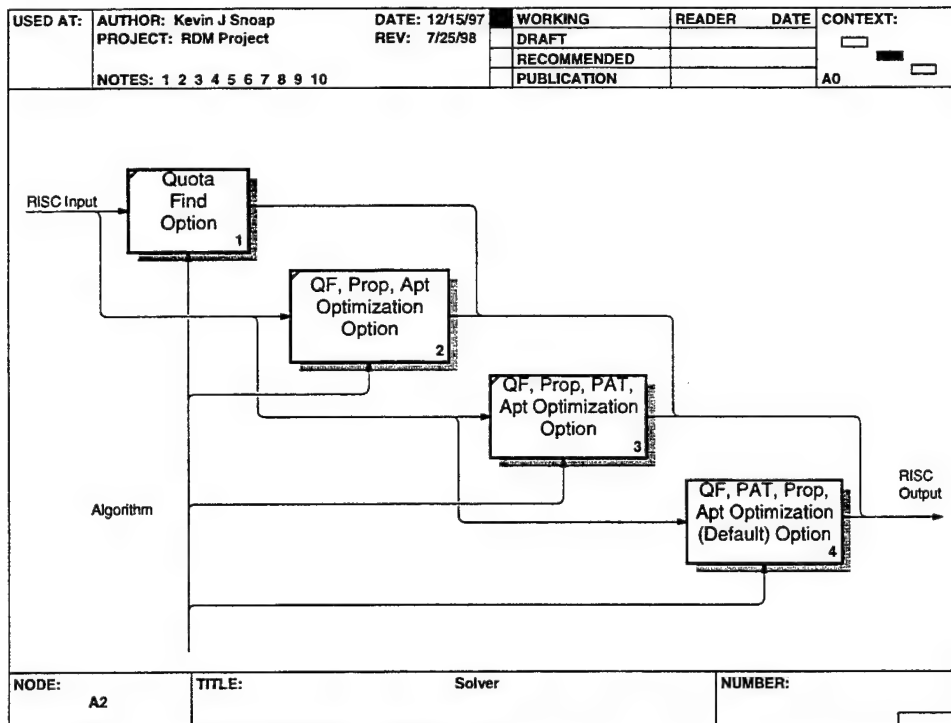 USED AT:
AUTHOR: Kevin J Snoap
DATE: 12/15/97
WORKING
READER
DATE
CONTEXT:
PROJECT: RDM Project
REV: 7/25/98
DRAFT
RECOMMENDED
NOTES: 1 2 3 4 5 6 7 8 9 10
PUBLICATION
A0
RISC Input
Quota
Find
Option
1
QF, Prop, Apt
Optimization
Option
2
QF, Prop, PAT,
Apt Optimization
Option
3
QF, PAT, Prop,
Apt Optimization
(Default) Option
4
RISC
Output
Algorithm
NODE:
A2
TITLE:
Solver
NUMBER: